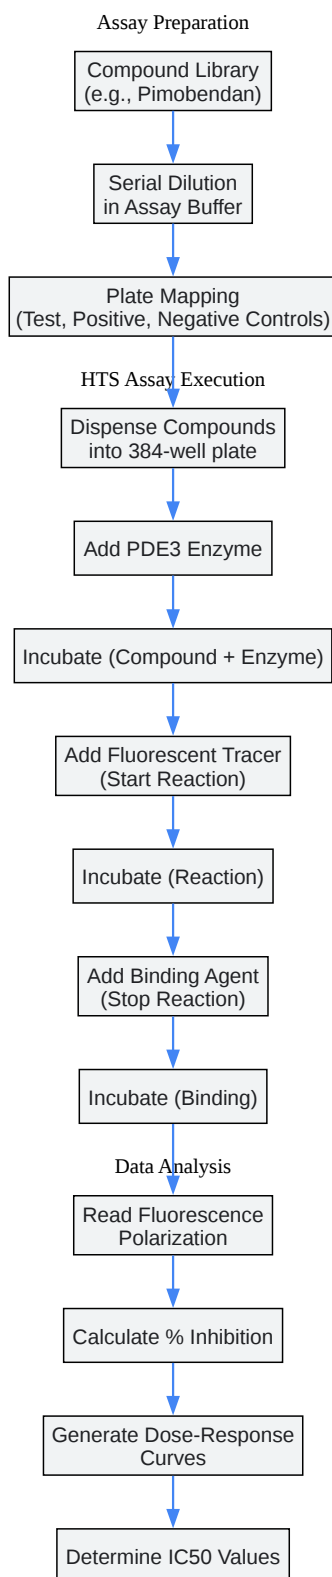 Assay Preparation
Compound Library
(e.g., Pimobendan)
Serial Dilution
in Assay Buffer
Plate Mapping
(Test, Positive, Negative Controls)
HTS Assay Execution
Dispense Compounds
into 384-well plate
Add PDE3 Enzyme
Incubate (Compound + Enzyme)
Add Fluorescent Tracer
(Start Reaction)
Incubate (Reaction)
Add Binding Agent
(Stop Reaction)
Incubate (Binding)
Data Analysis
Read Fluorescence
Polarization
Calculate % Inhibition
Generate Dose-Response
Curves
Determine IC50 Values